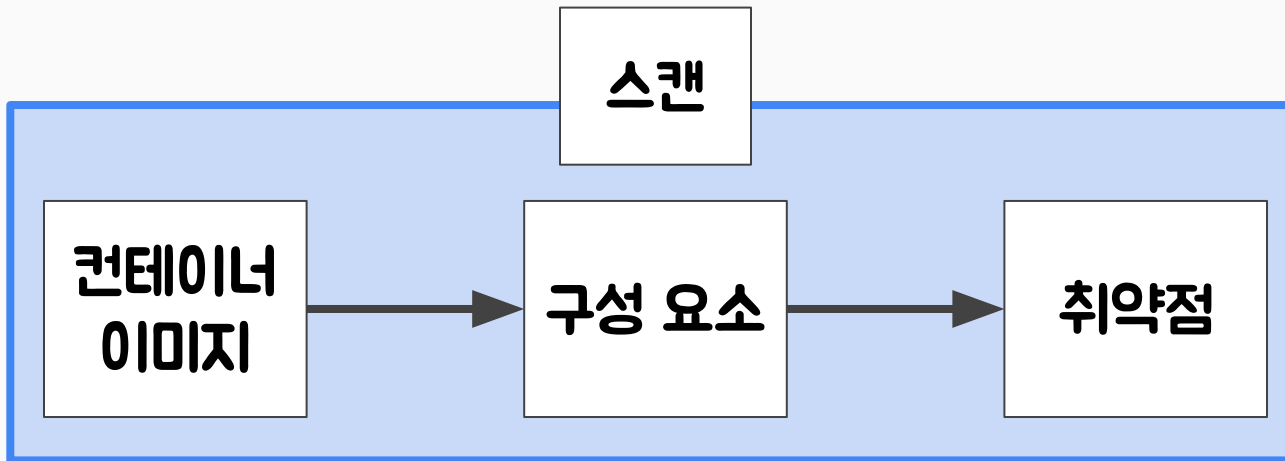 스캔
컨테이너
이미지
구성 요소
취약점